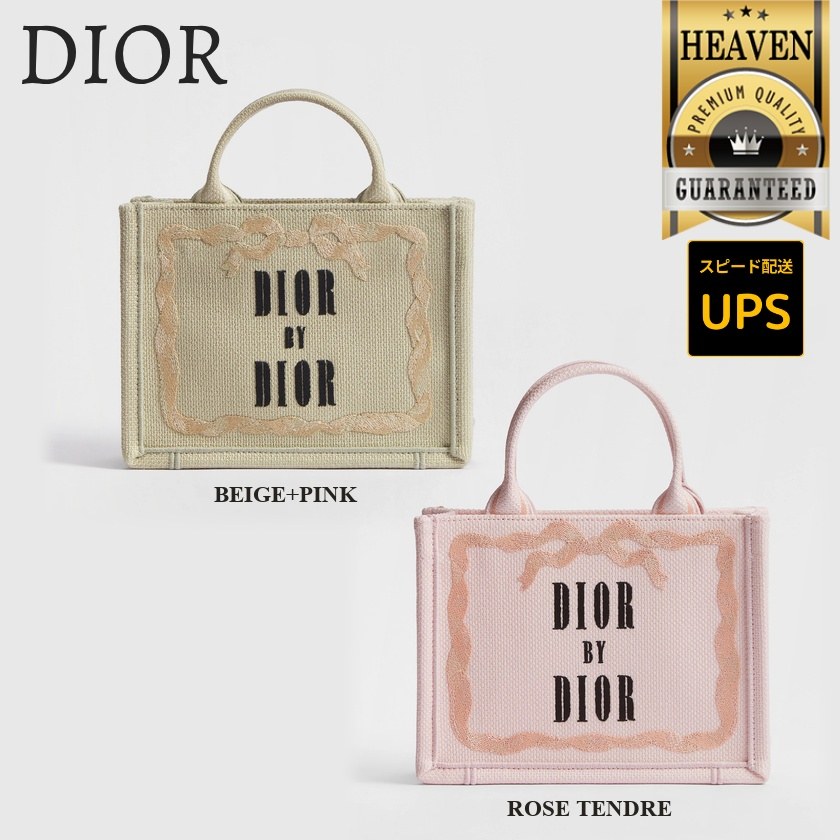 DIOR
HEAVEN
PREMIUM QUALITY
GUARANTEED
スピード配送
UPS
DIOR
BY
DIOR
BEIGE+PINK
DIOR
BY
DIOR
ROSE TENDRE